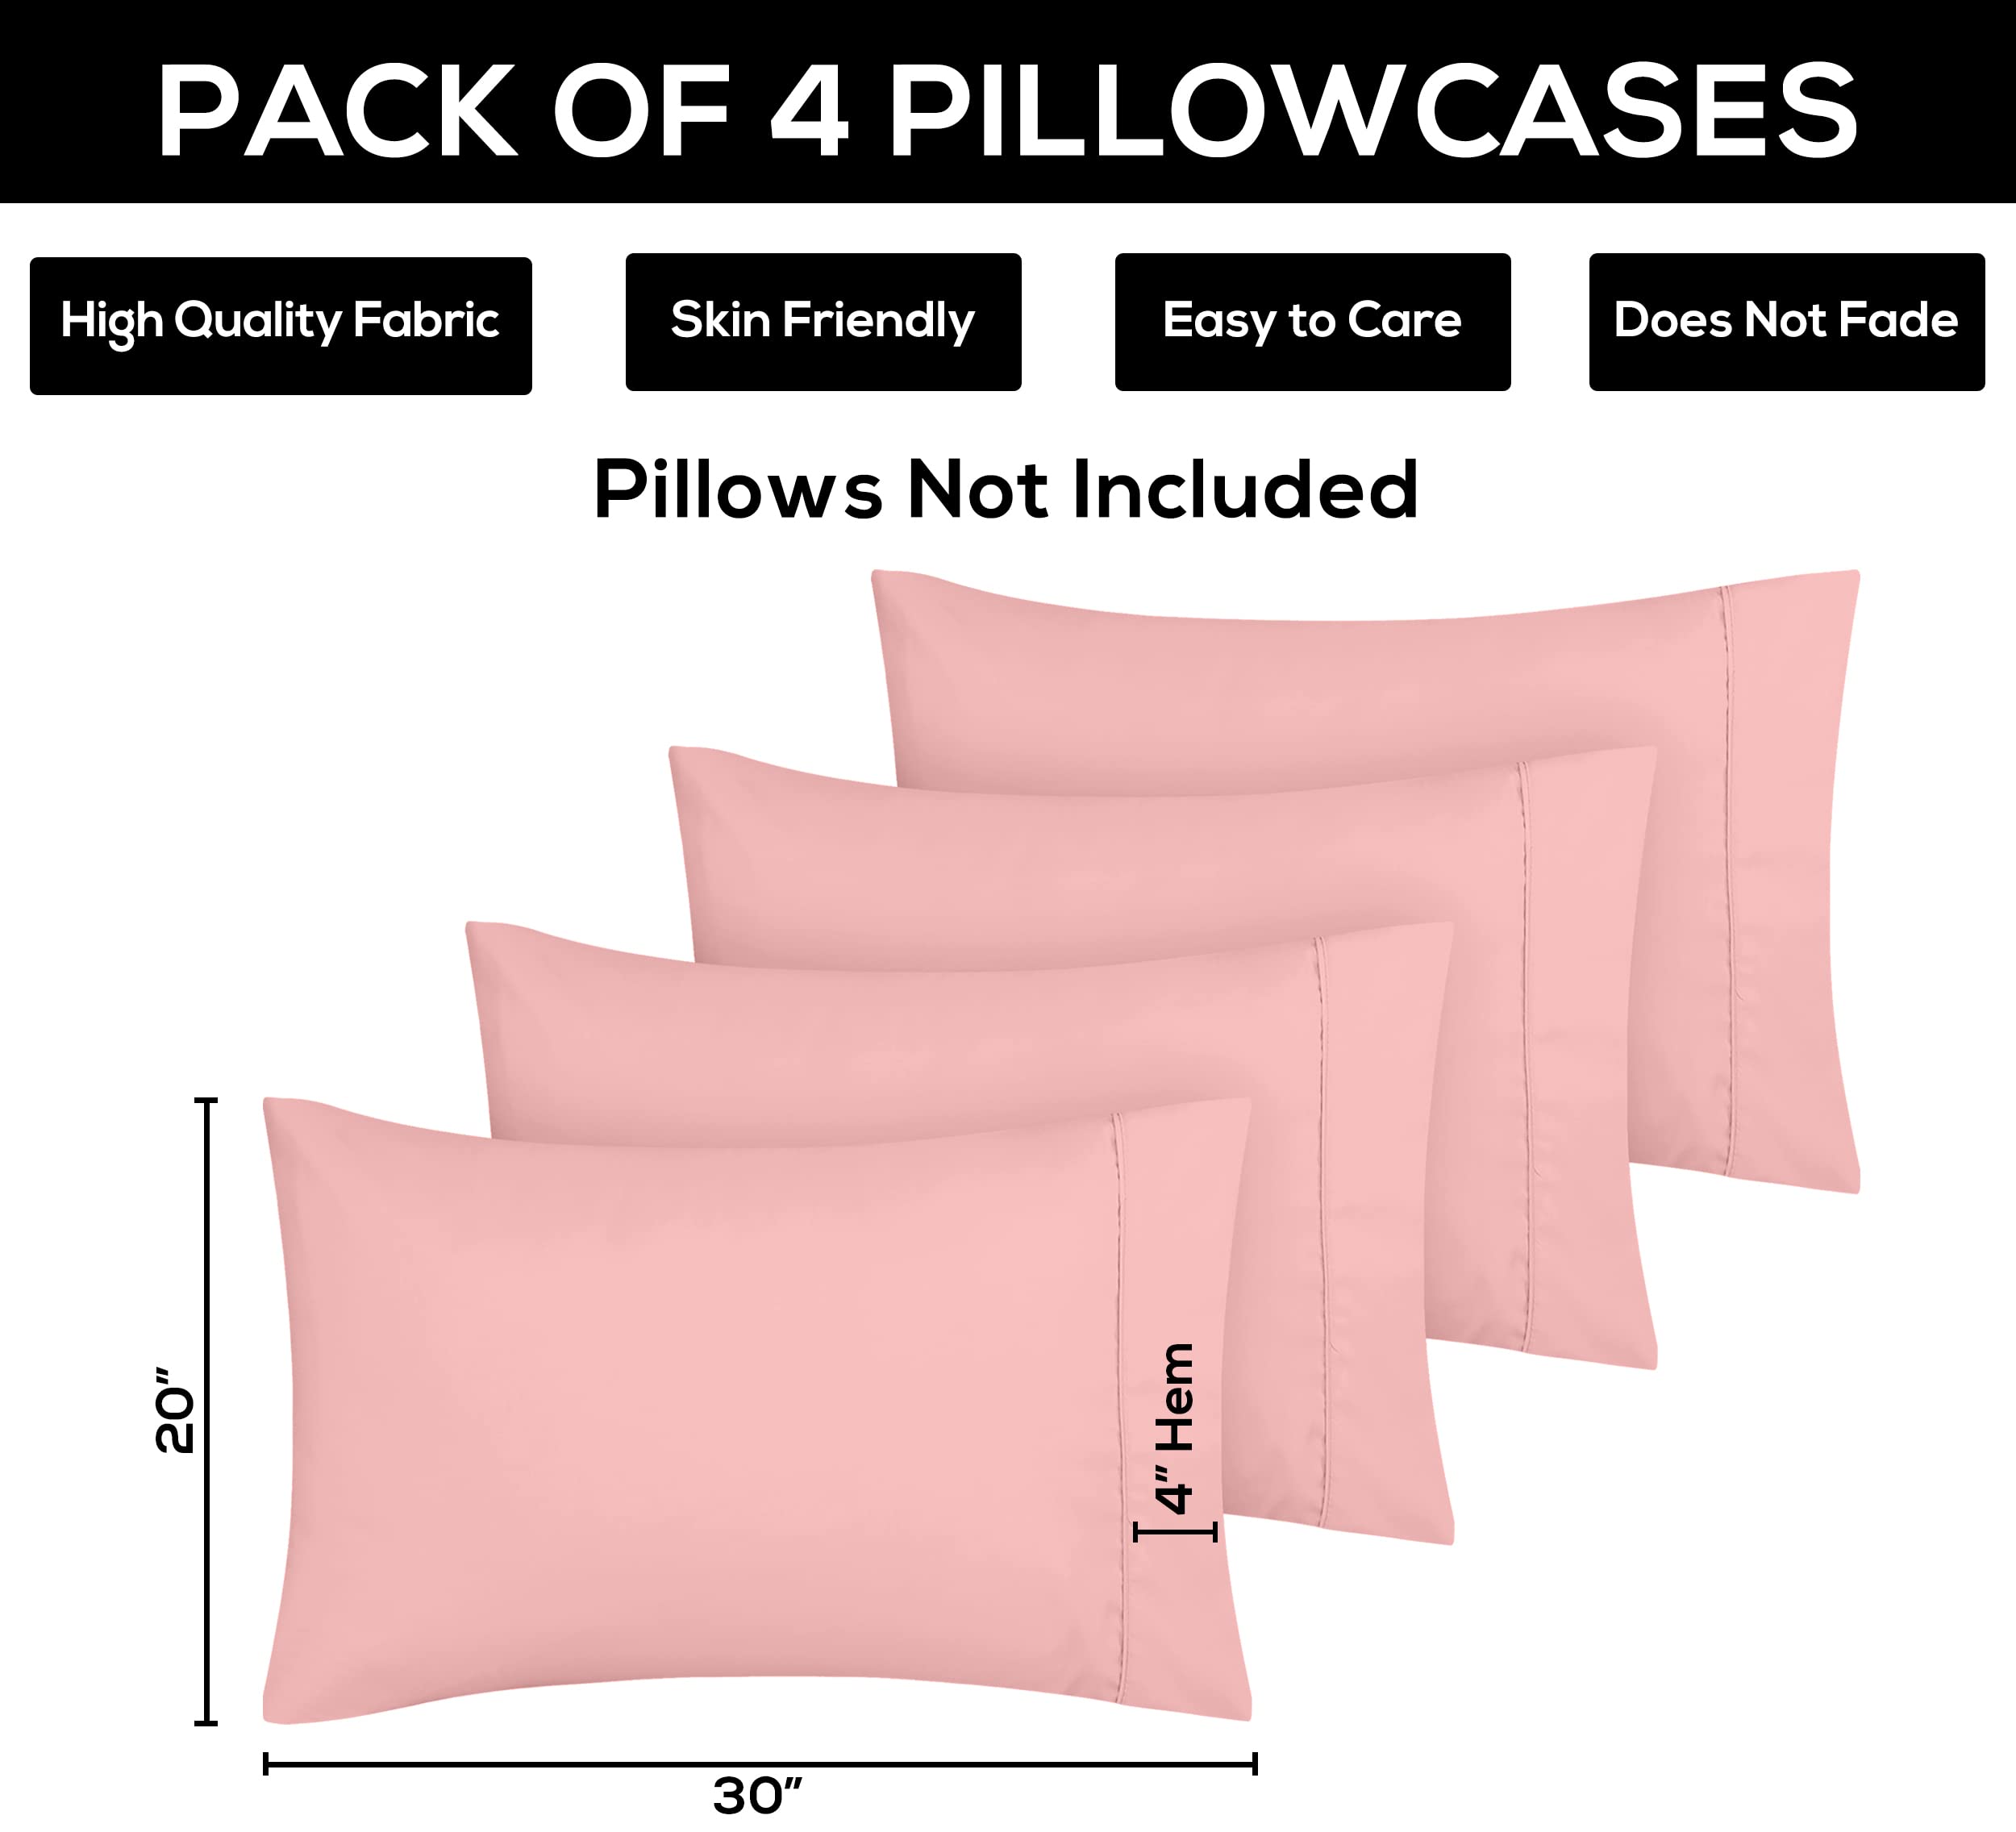 PACK OF 4 PILLOWCASES
High Quality Fabric
Skin Friendly
Easy to Care
Does Not Fade
Pillows Not Included
20”
4” Hem
30”